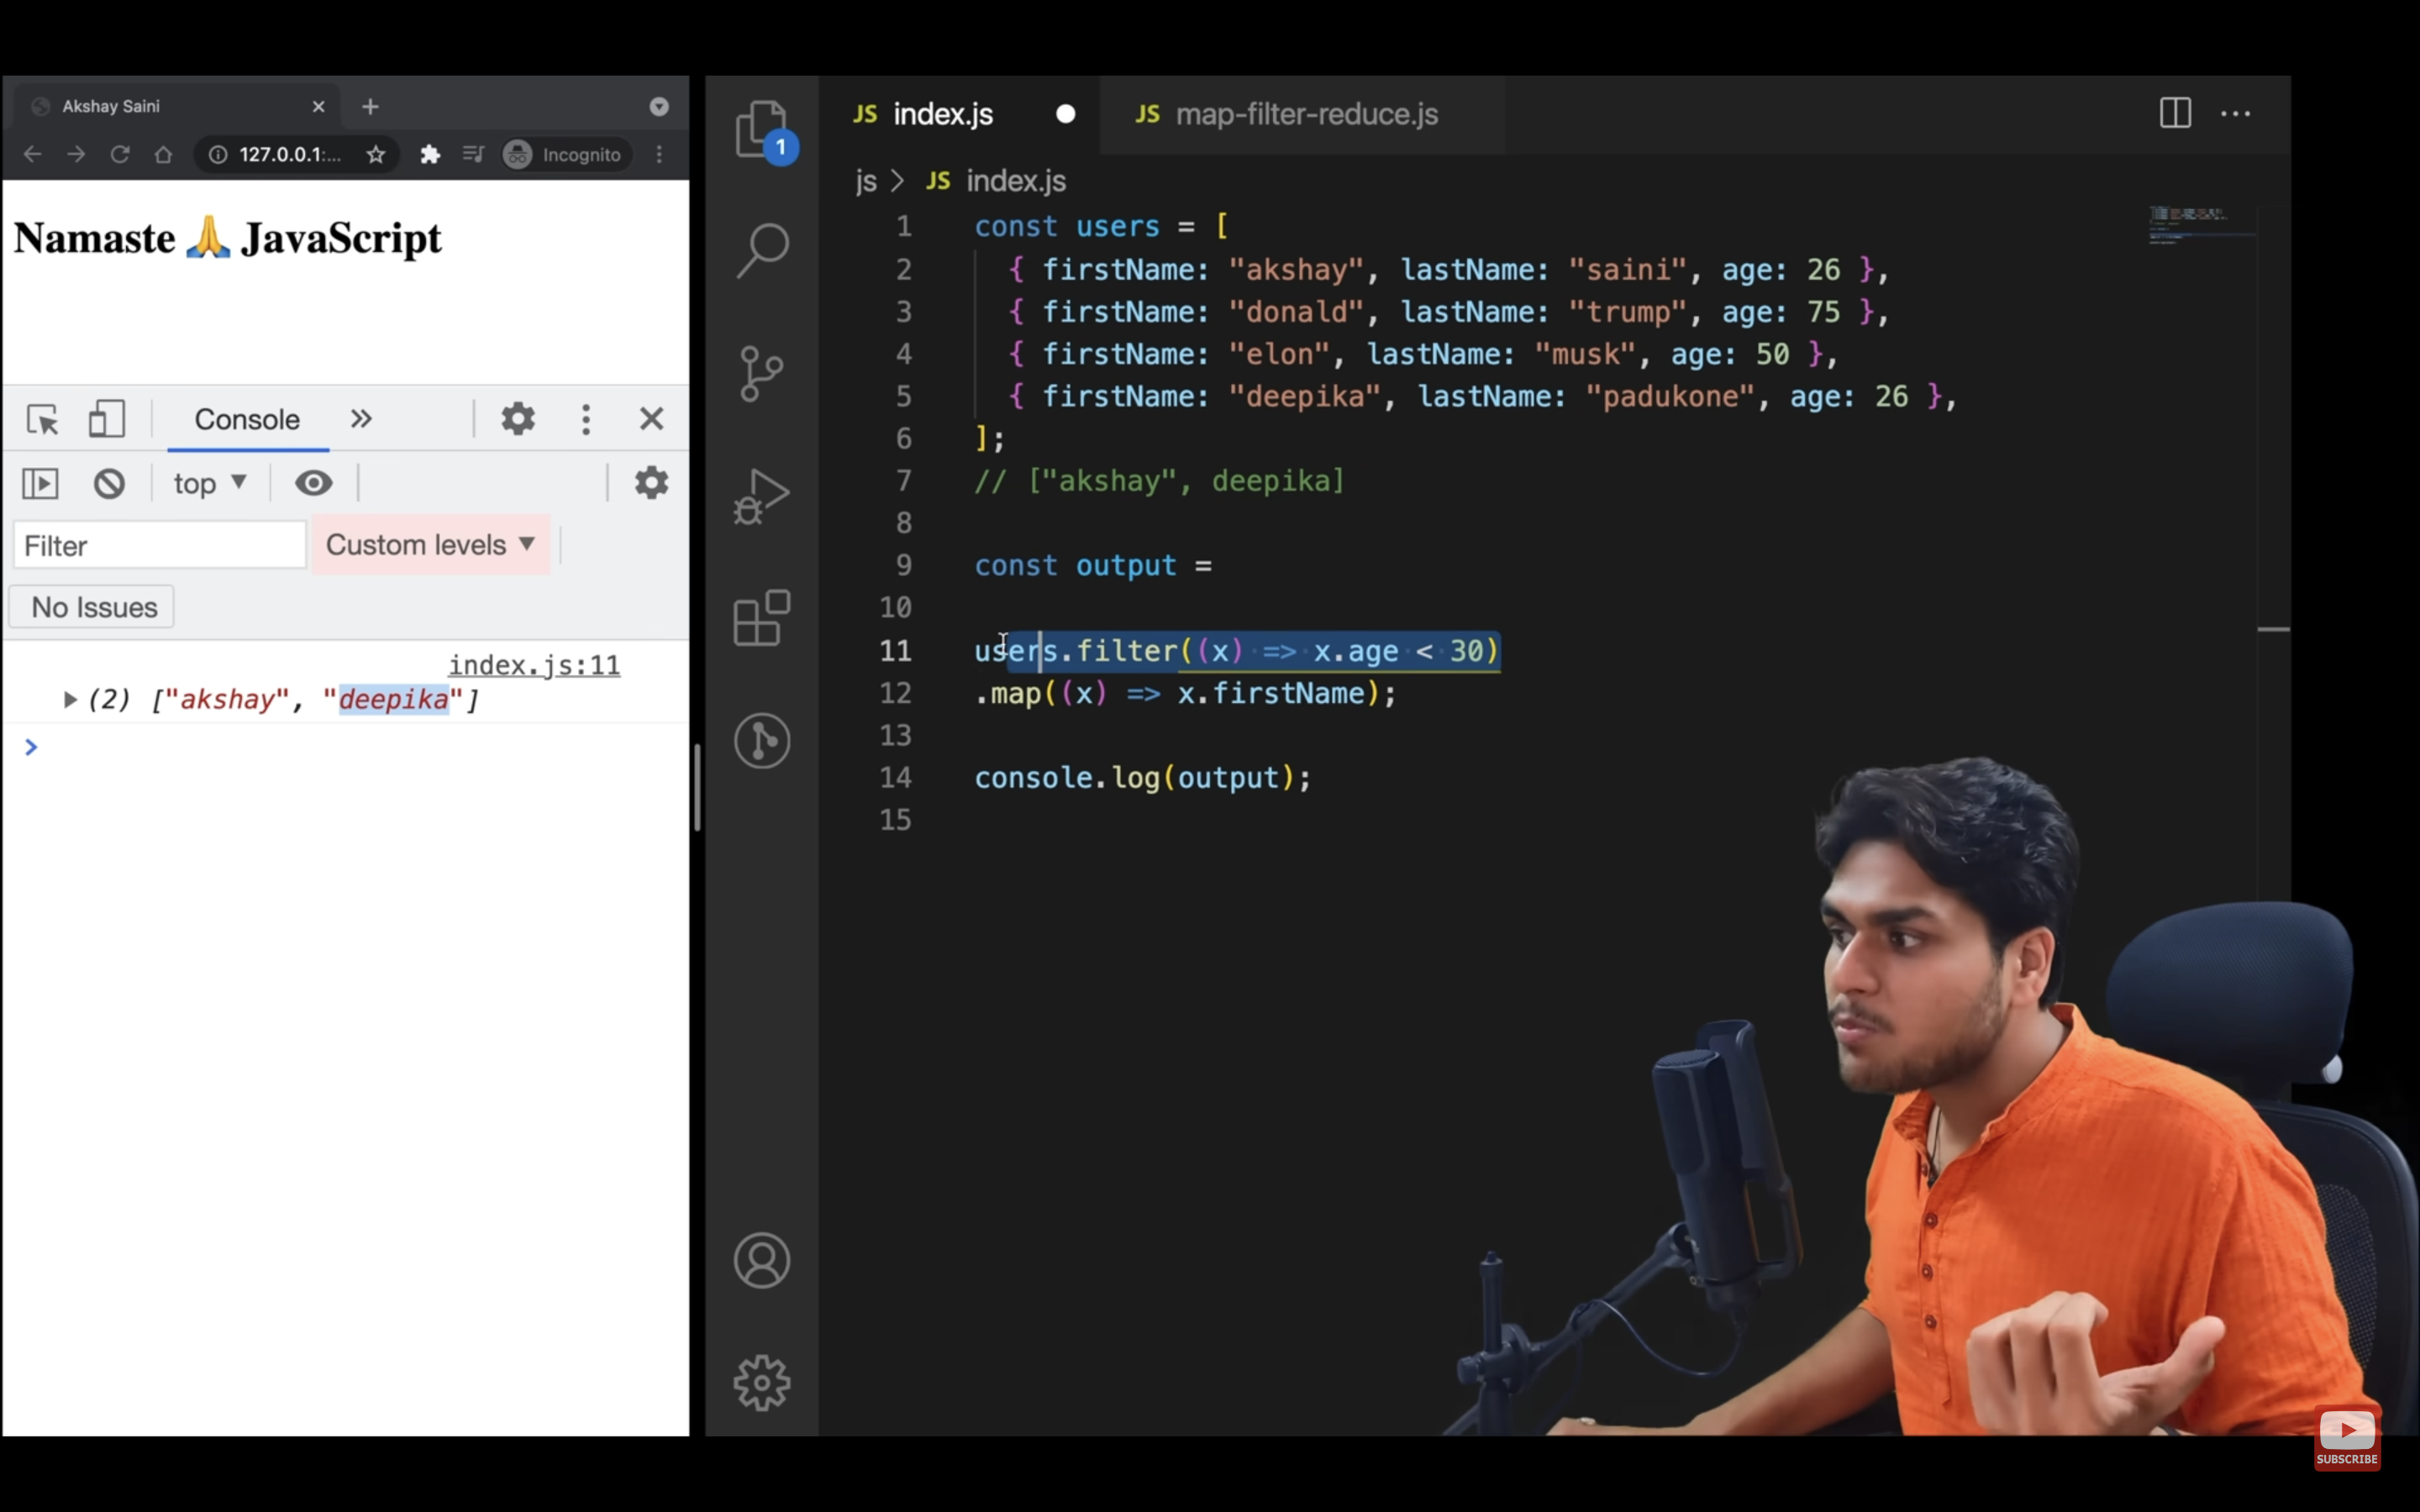 Akshay Saini
127.0.0.1:...
Incognito
Namaste 🙏 JavaScript
Console
top
Filter
Custom levels
No Issues
index.js:11
(2) ["akshay", "deepika"]
1
JS index.js
JS map-filter-reduce.js
js > JS index.js
1 const users = [
2 { firstName: "akshay", lastName: "saini", age: 26 },
3 { firstName: "donald", lastName: "trump", age: 75 },
4 { firstName: "elon", lastName: "musk", age: 50 },
5 { firstName: "deepika", lastName: "padukone", age: 26 },
6 ];
7 // ["akshay", deepika]
8
9 const output =
10
11 users.filter((x) => x.age < 30)
12 .map((x) => x.firstName);
13
14 console.log(output);
15
SUBSCRIBE